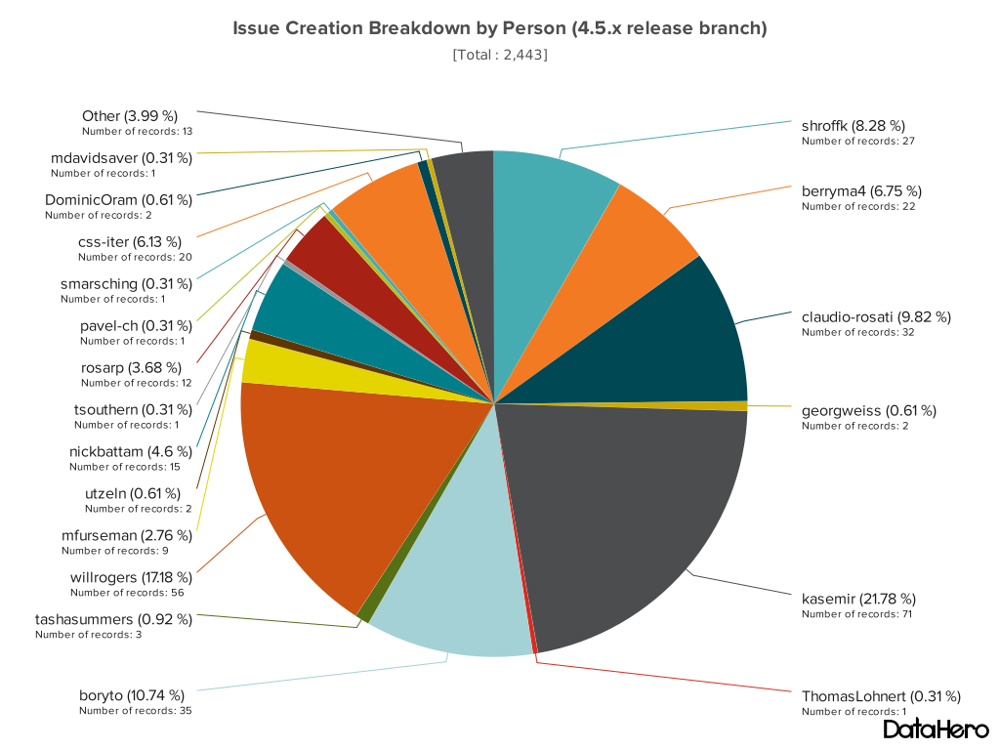 Issue Creation Breakdown by Person (4.5.x release branch)
[Total : 2,443]
Other (3.99 %)
Number of records: 13
mdavidsaver (0.31 %)
Number of records: 1
DominicOram (0.61 %)
Number of records: 2
css-iter (6.13 %)
Number of records: 20
smarsching (0.31 %)
Number of records: 1
pavel-ch (0.31 %)
Number of records: 1
rosarp (3.68 %)
Number of records: 12
tsouthern (0.31 %)
Number of records: 1
nickbattam (4.6 %)
Number of records: 15
utzeln (0.61 %)
Number of records: 2
mfurseman (2.76 %)
Number of records: 9
willrogers (17.18 %)
Number of records: 56
tashasummers (0.92 %)
Number of records: 3
boryto (10.74 %)
Number of records: 35
shroffk (8.28 %)
Number of records: 27
berryma4 (6.75 %)
Number of records: 22
claudio-rosati (9.82 %)
Number of records: 32
georgweiss (0.61 %)
Number of records: 2
kasemir (21.78 %)
Number of records: 71
ThomasLohnert (0.31 %)
Number of records: 1
DataHero